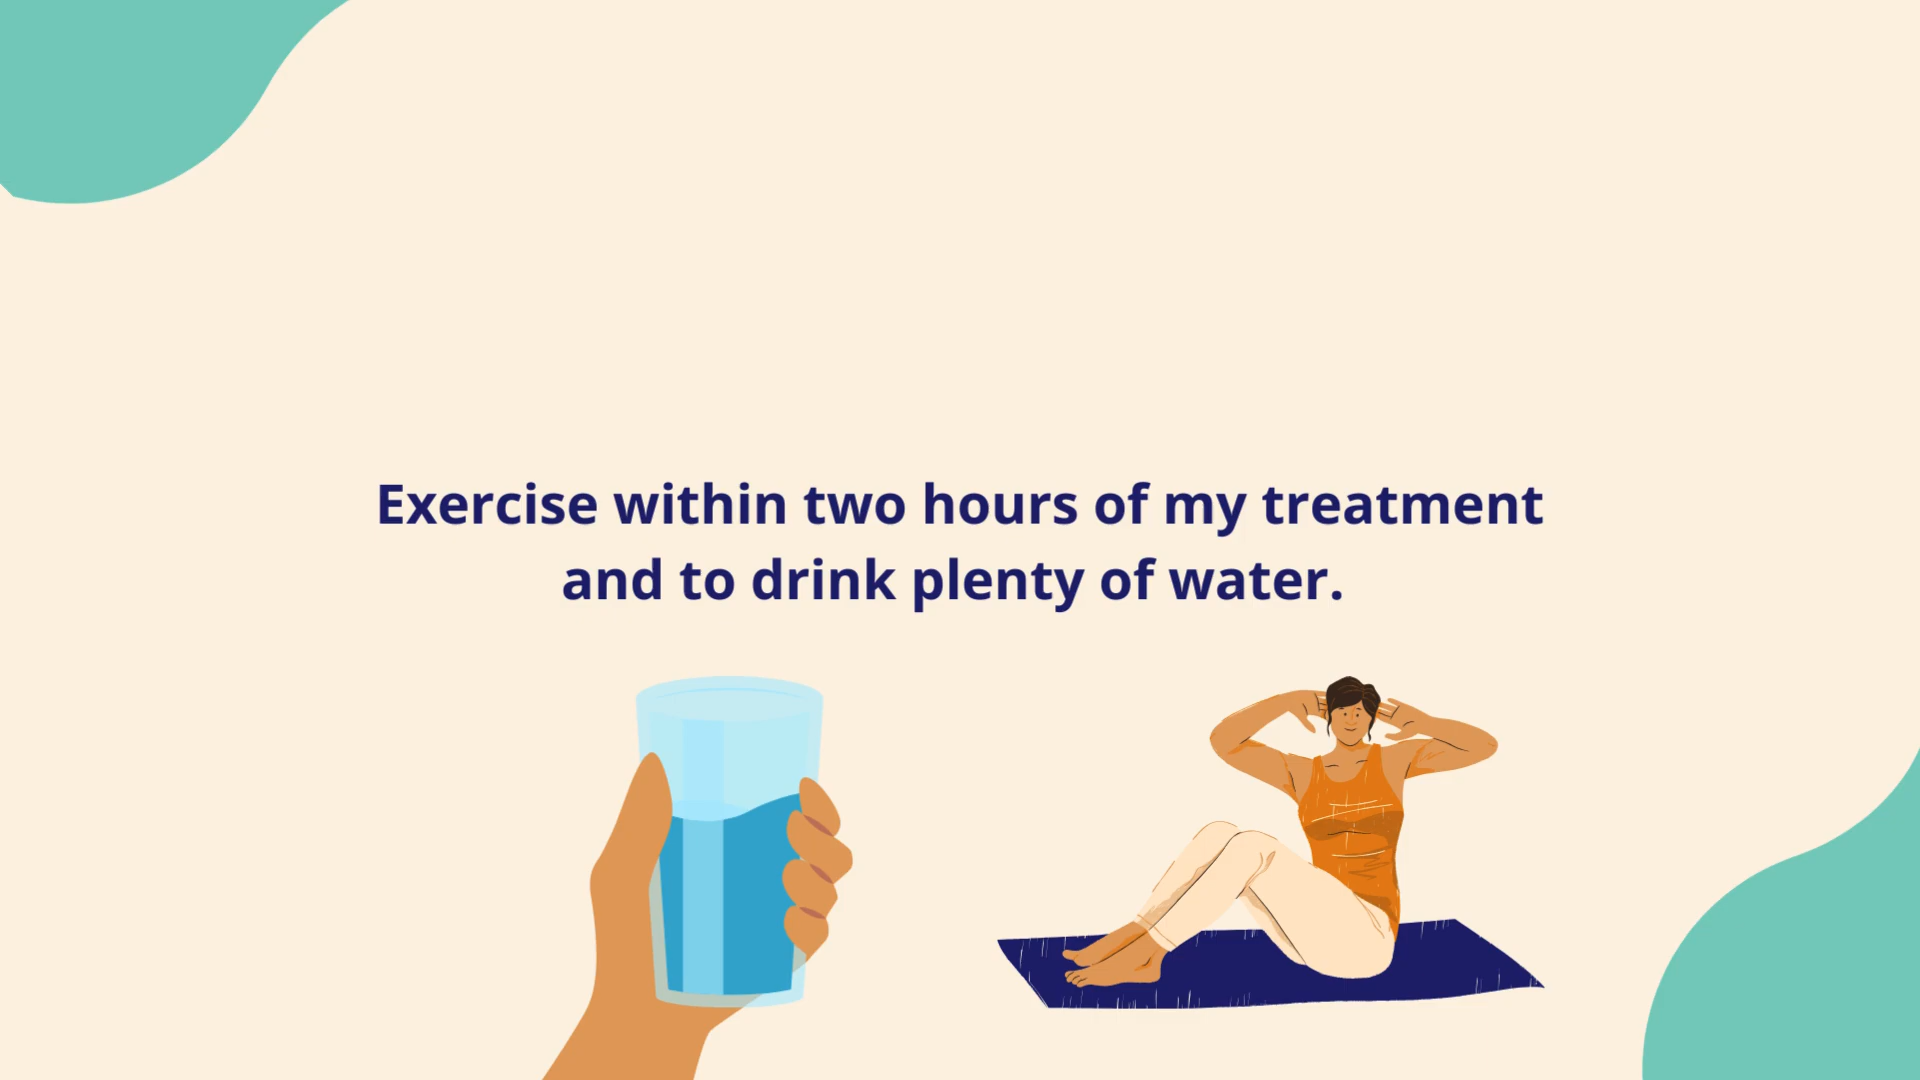 Exercise within two hours of my treatment
and to drink plenty of water.